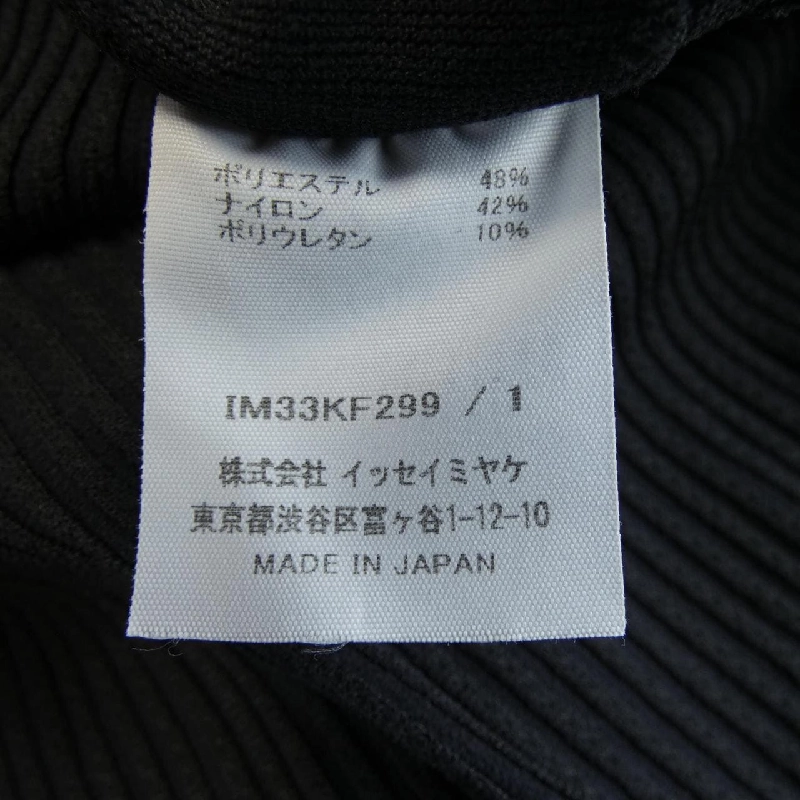 ポリエステル 48%
ナイロン 42%
ポリウレタン 10%
IM33KF299 / 1
株式会社 イッセイミヤケ
東京都渋谷区富ヶ谷1-12-10
MADE IN JAPAN